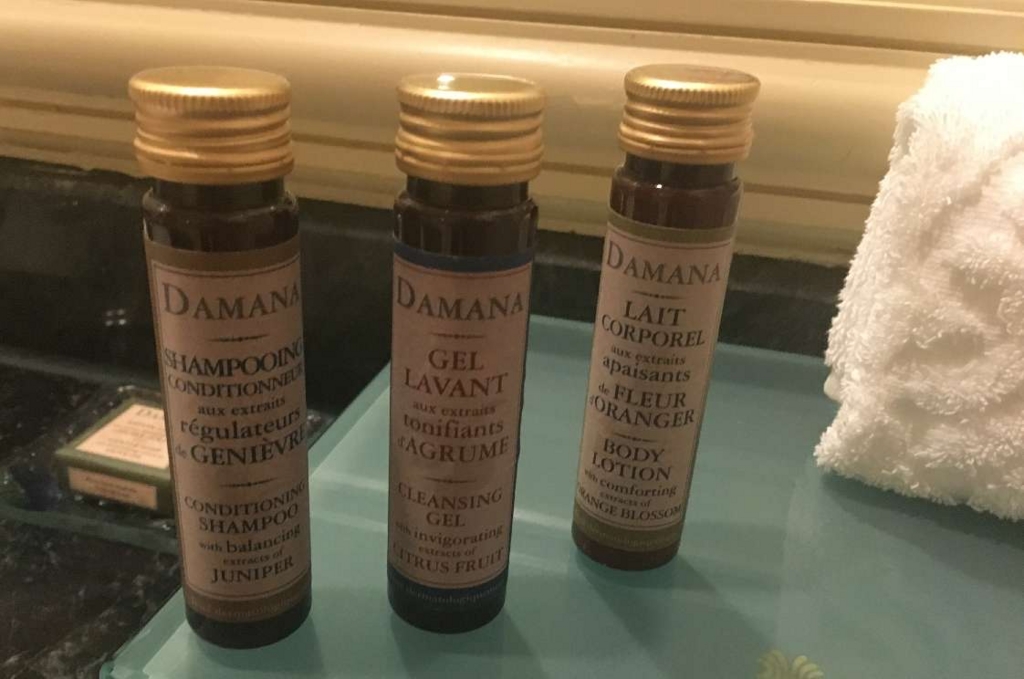 DAMANA
SHAMPOOING
CONDITIONNEUR
aux extraits
régulateurs
de GENIÈVRE
CONDITIONING
SHAMPOO
with balancing
extracts of
JUNIPER
DAMANA
GEL
LAVANT
aux extraits
tonifiants
d'AGRUME
CLEANSING
GEL
with invigorating
extracts of
CITRUS FRUIT
DAMANA
LAIT
CORPOREL
aux extraits
apaisants
de FLEUR
d'ORANGER
BODY
LOTION
with comforting
extracts of
ORANGE BLOSSOM